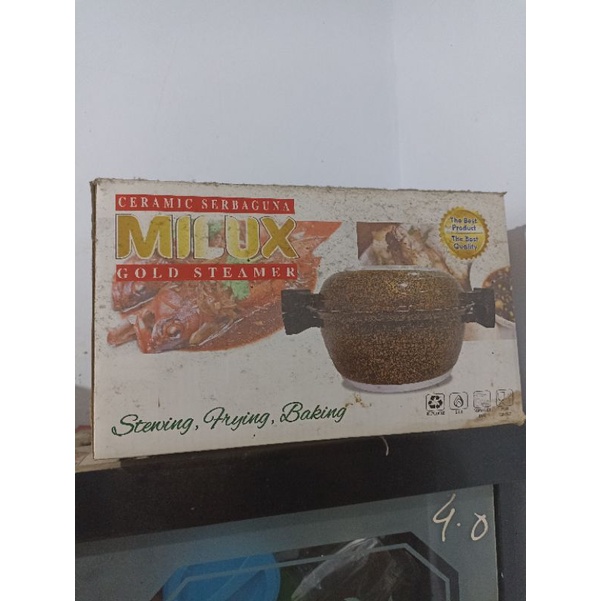 CERAMIC SERBAGUNA
MILUX
GOLD STEAMER
The Best
Product
The Best
Quality
Stewing, Frying, Baking
4.0